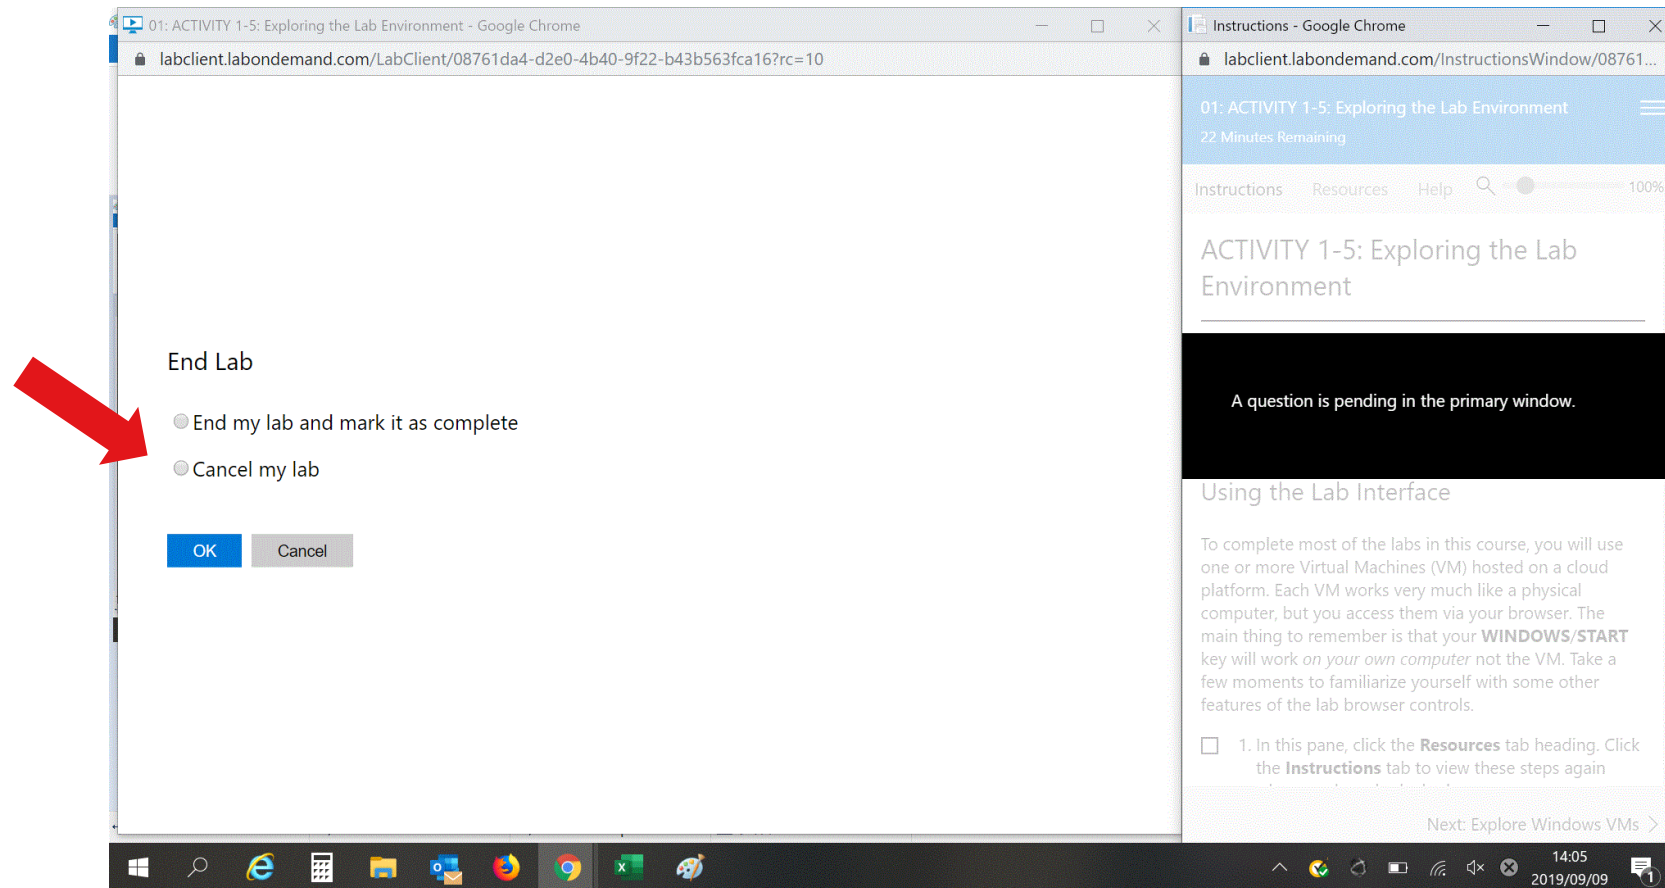 01: ACTIVITY 1-5: Exploring the Lab Environment - Google Chrome
labclient.labondemand.com/LabClient/08761da4-d2e0-4b40-9f22-b43b563fca16?rc=10
End Lab
End my lab and mark it as complete
Cancel my lab
OK Cancel
Instructions - Google Chrome
labclient.labondemand.com/InstructionsWindow/08761...
01: ACTIVITY 1-5: Exploring the Lab Environment
22 Minutes Remaining
Instructions Resources Help 100%
ACTIVITY 1-5: Exploring the Lab
Environment
A question is pending in the primary window.
Using the Lab Interface
To complete most of the labs in this course, you will use
one or more Virtual Machines (VM) hosted on a cloud
platform. Each VM works very much like a physical
computer, but you access them via your browser. The
main thing to remember is that your WINDOWS/START
key will work on your own computer not the VM. Take a
few moments to familiarize yourself with some other
features of the lab browser controls.
1. In this pane, click the Resources tab heading. Click
the Instructions tab to view these steps again
Next: Explore Windows VMs
14:05
2019/09/09
1